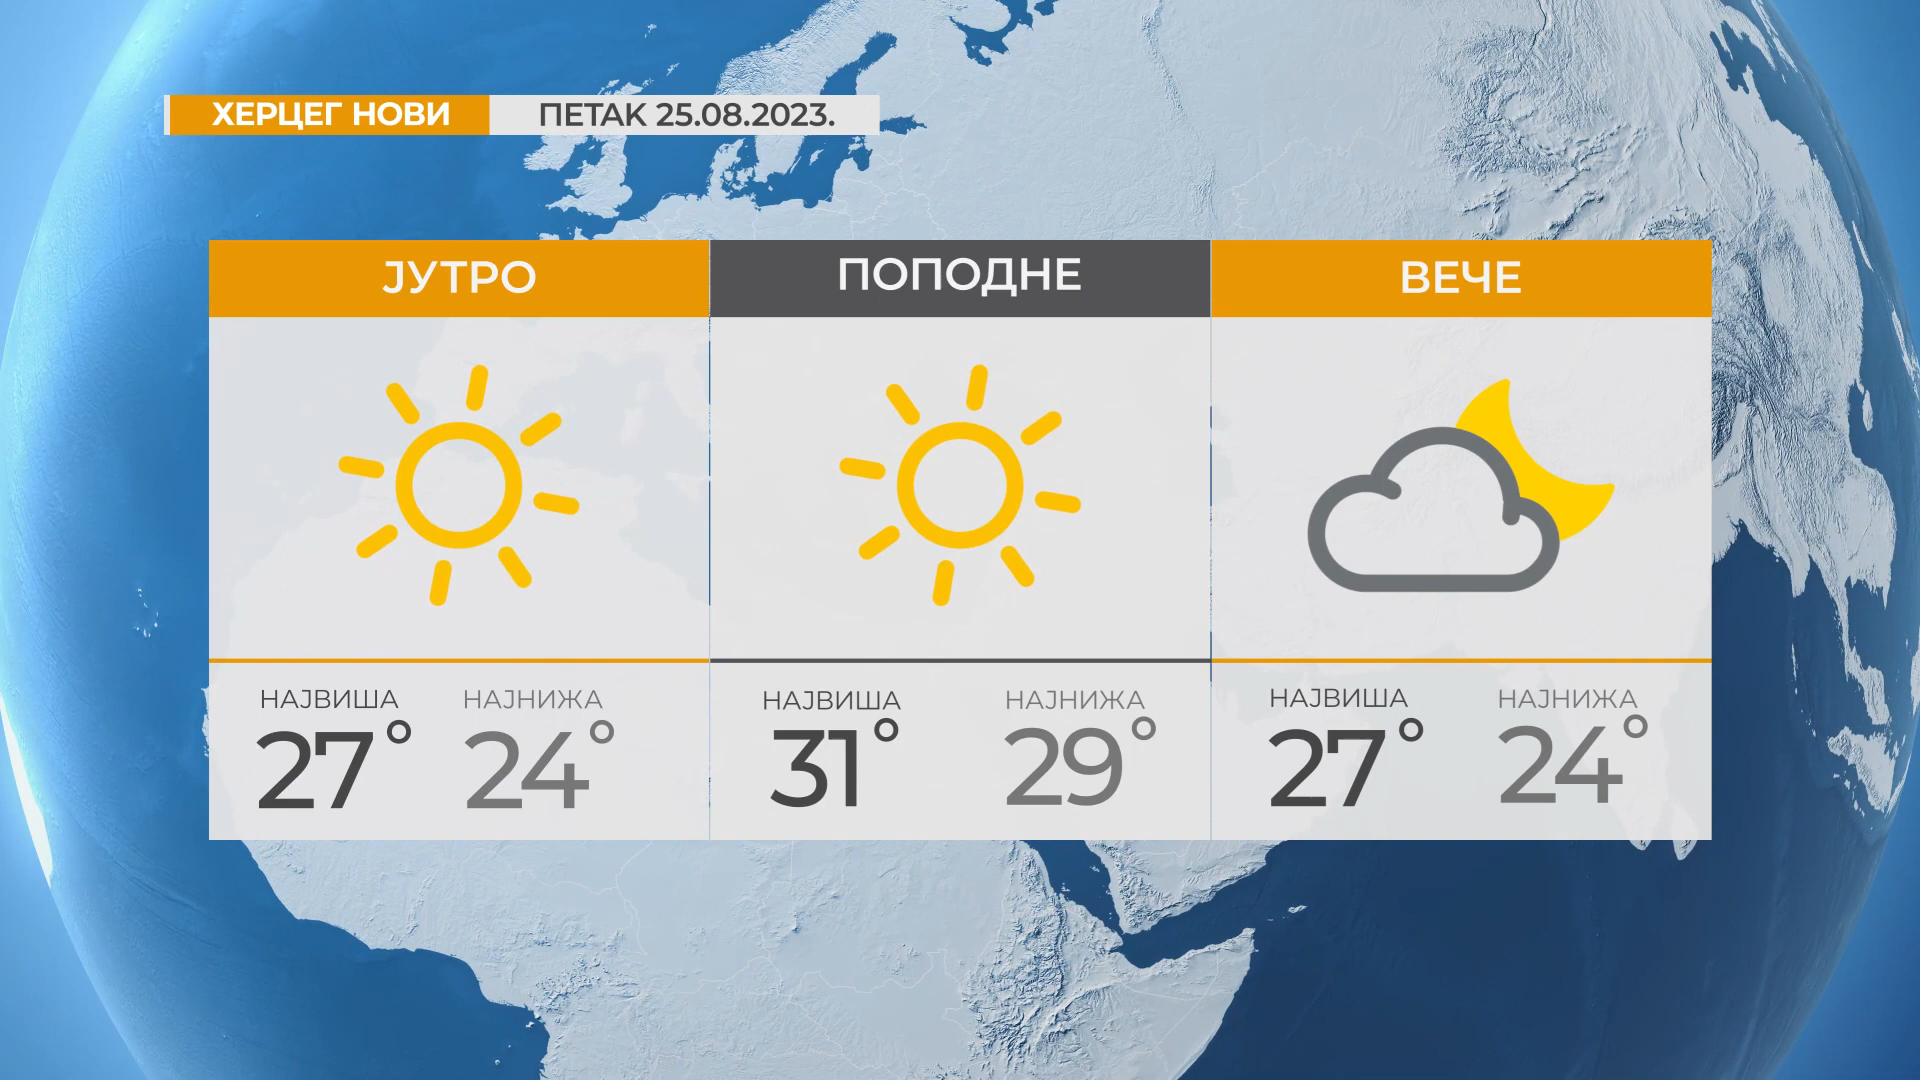 ХЕРЦЕГ НОВИ ПЕТАК 25.08.2023.
ЈУТРО ПОПОДНЕ ВЕЧЕ
НАЈВИША НАЈНИЖА НАЈВИША НАЈНИЖА НАЈВИША НАЈНИЖА
27° 24° 31° 29° 27° 24°